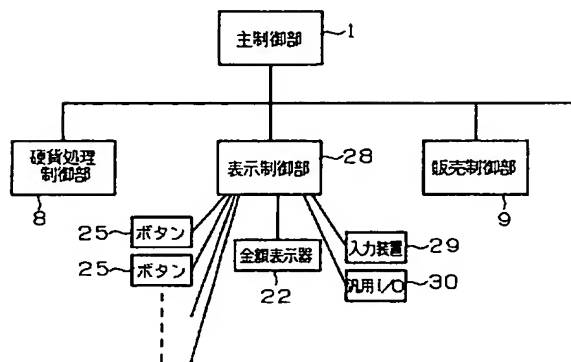 主制御部
1
硬貨処理
制御部
8
表示制御部
28
販売制御部
9
25
ボタン
25
ボタン
金額表示器
22
入力装置
29
汎用I/O
30